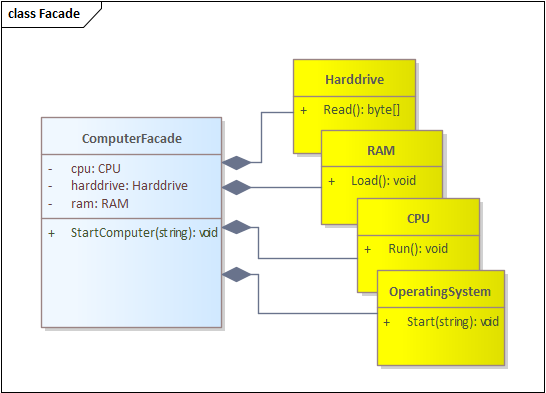 class Facade
ComputerFacade
- cpu: CPU
- harddrive: Harddrive
- ram: RAM
+ StartComputer(string): void
Harddrive
+ Read(): byte[]
RAM
+ Load(): void
CPU
+ Run(): void
OperatingSystem
+ Start(string): void